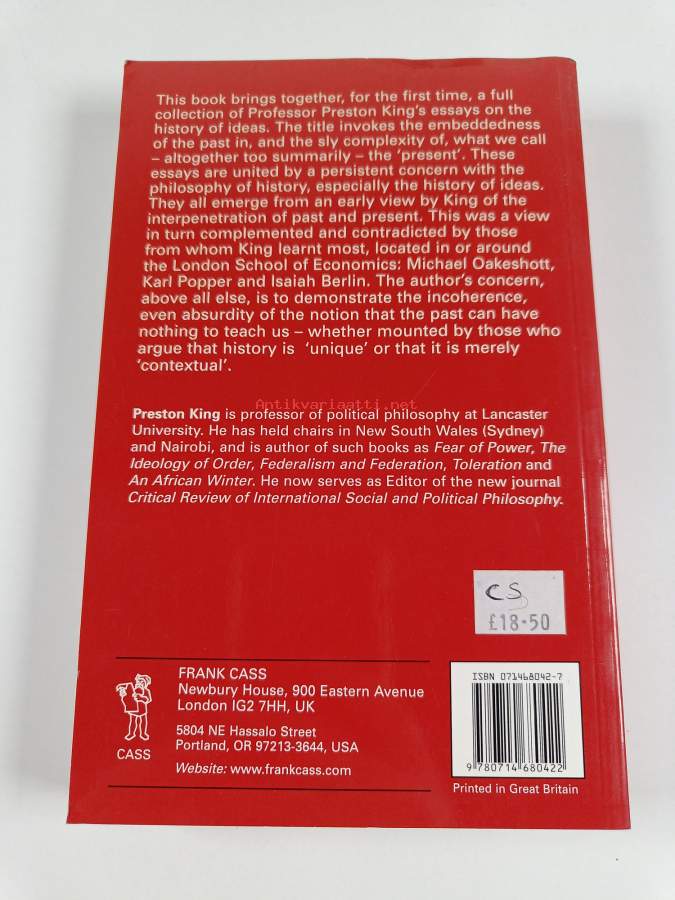 This book brings together, for the first time, a full
collection of Professor Preston King's essays on the
history of ideas. The title invokes the embeddedness
of the past in, and the sly complexity of, what we call
– altogether too summarily – the 'present'. These
essays are united by a persistent concern with the
philosophy of history, especially the history of ideas.
They all emerge from an early view by King of the
interpenetration of past and present. This was a view
in turn complemented and contradicted by those
from whom King learnt most, located in or around
the London School of Economics: Michael Oakeshott,
Karl Popper and Isaiah Berlin. The author's concern,
above all else, is to demonstrate the incoherence,
even absurdity of the notion that the past can have
nothing to teach us – whether mounted by those who
argue that history is 'unique' or that it is merely
'contextual'.
Antikvariaatti.net
Preston King is professor of political philosophy at Lancaster
University. He has held chairs in New South Wales (Sydney)
and Nairobi, and is author of such books as Fear of Power, The
Ideology of Order, Federalism and Federation, Toleration and
An African Winter. He now serves as Editor of the new journal
Critical Review of International Social and Political Philosophy.
CS
£18·50
CASS
FRANK CASS
Newbury House, 900 Eastern Avenue
London IG2 7HH, UK
5804 NE Hassalo Street
Portland, OR 97213-3644, USA
Website: www.frankcass.com
ISBN 071468042-7
9 780714 680422
Printed in Great Britain